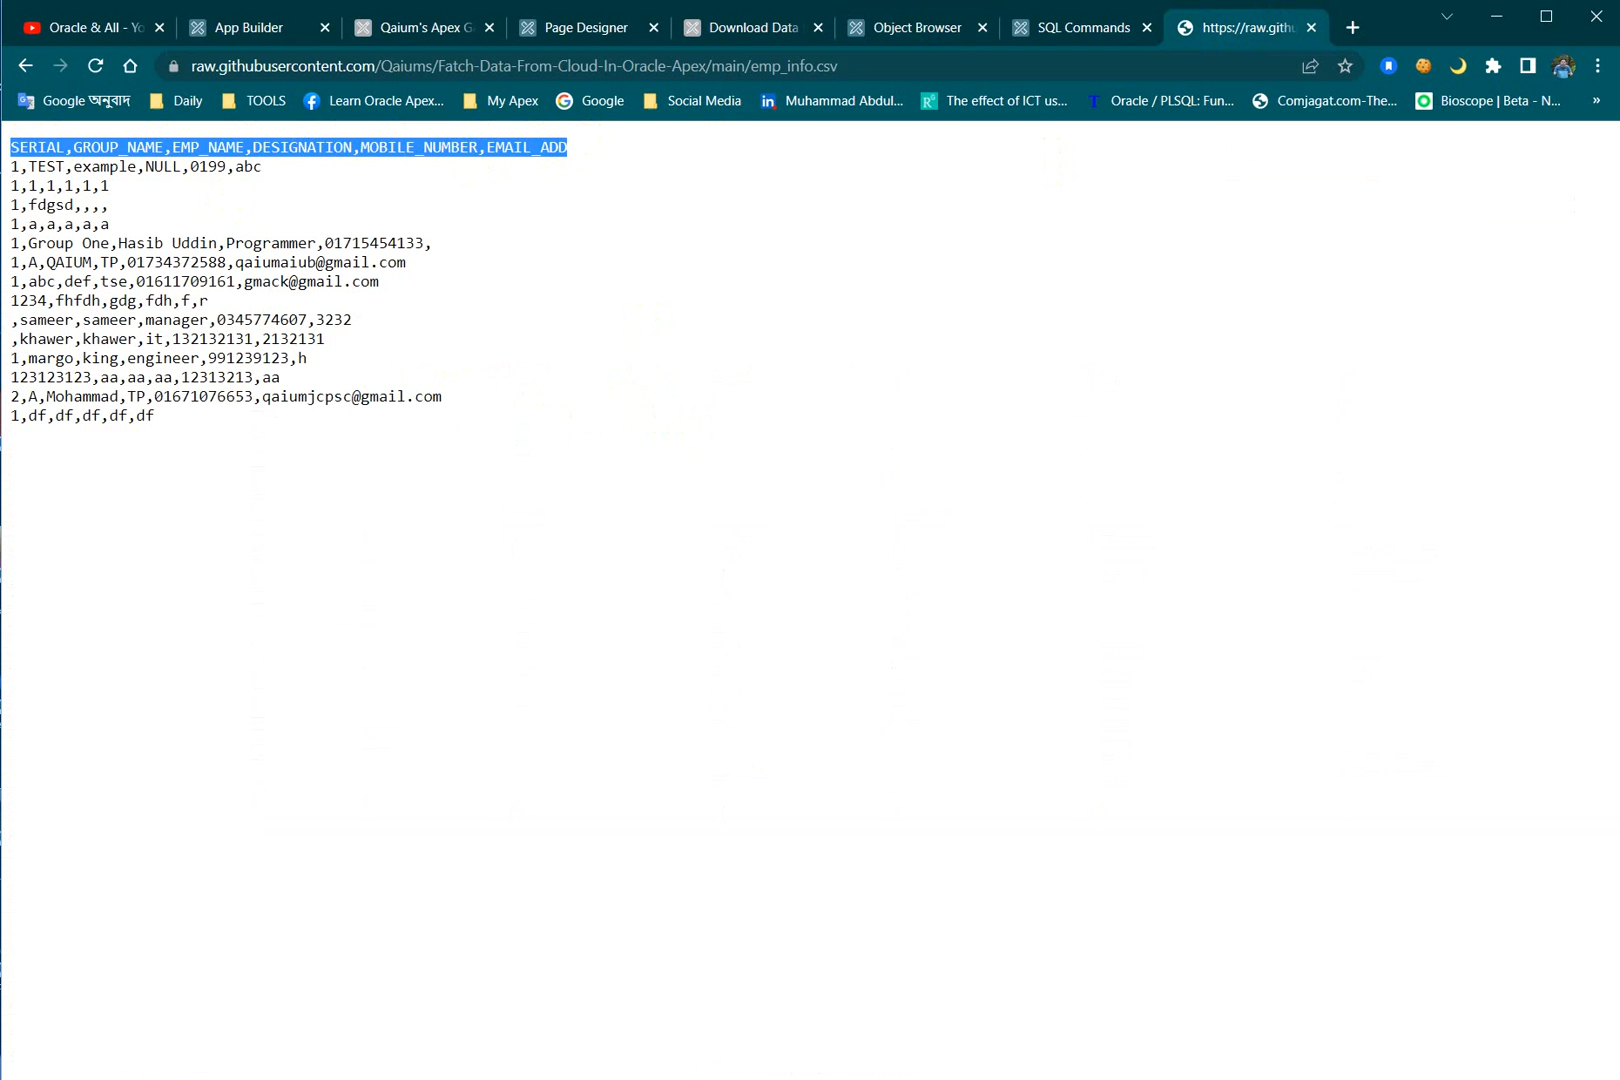 Oracle & All - Yo
App Builder
Qaium's Apex G
Page Designer
Download Data
Object Browser
SQL Commands
https://raw.githu
raw.githubusercontent.com/Qaiums/Fatch-Data-From-Cloud-In-Oracle-Apex/main/emp_info.csv
Google অনুবাদ
Daily
TOOLS
Learn Oracle Apex...
My Apex
Google
Social Media
Muhammad Abdul...
The effect of ICT us...
Oracle / PLSQL: Fun...
Comjagat.com-The...
Bioscope | Beta - N...
»
SERIAL,GROUP_NAME,EMP_NAME,DESIGNATION,MOBILE_NUMBER,EMAIL_ADD
1,TEST,example,NULL,0199,abc
1,1,1,1,1,1
1,fdgsd,,,,
1,a,a,a,a,a
1,Group One,Hasib Uddin,Programmer,01715454133,
1,A,QAIUM,TP,01734372588,qaiumaiub@gmail.com
1,abc,def,tse,01611709161,gmack@gmail.com
1234,fhfdh,gdg,fdh,f,r
,sameer,sameer,manager,0345774607,3232
,khawer,khawer,it,132132131,2132131
1,margo,king,engineer,991239123,h
123123123,aa,aa,aa,12313213,aa
2,A,Mohammad,TP,01671076653,qaiumjcpsc@gmail.com
1,df,df,df,df,df